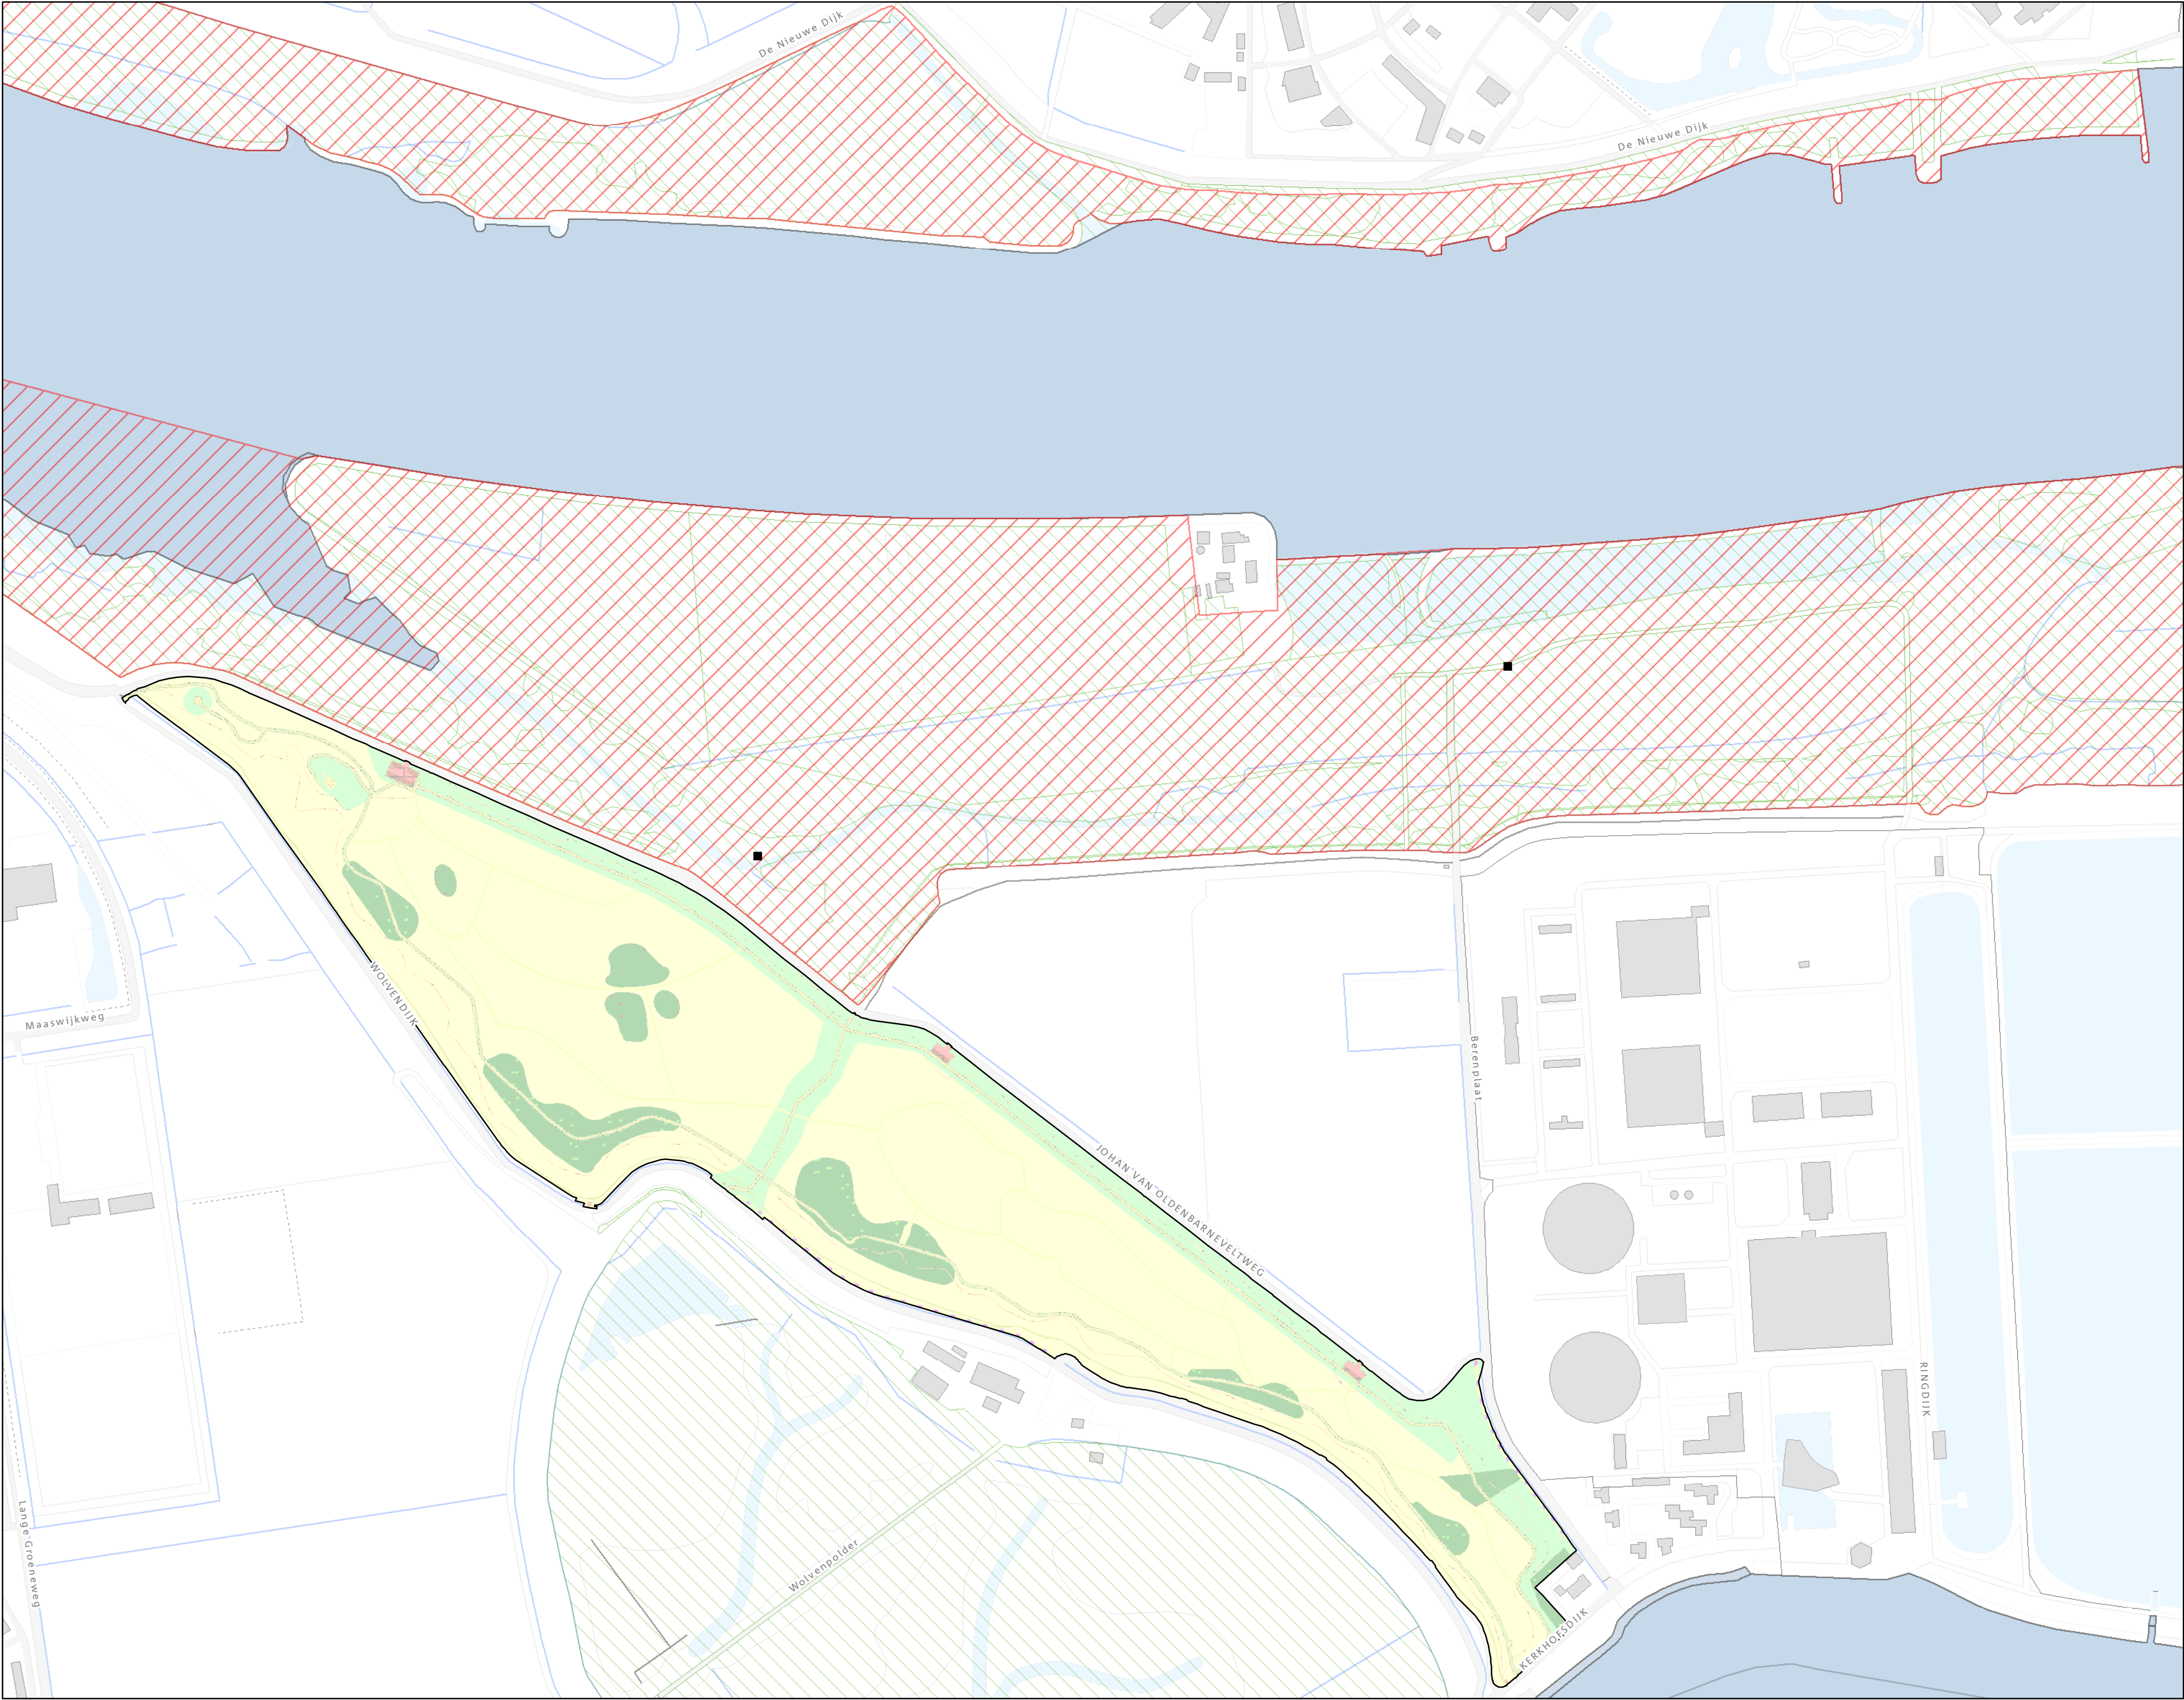 De Nieuwe Dijk
De Nieuwe Dijk
WOLVENDIJK
Maaswijkweg
Berenplaat
JOHAN VAN OLDENBARNEVELTWEG
RINGDIJK
Lange Groeneweg
Wolvenpolder
KERKHOFSDIJK